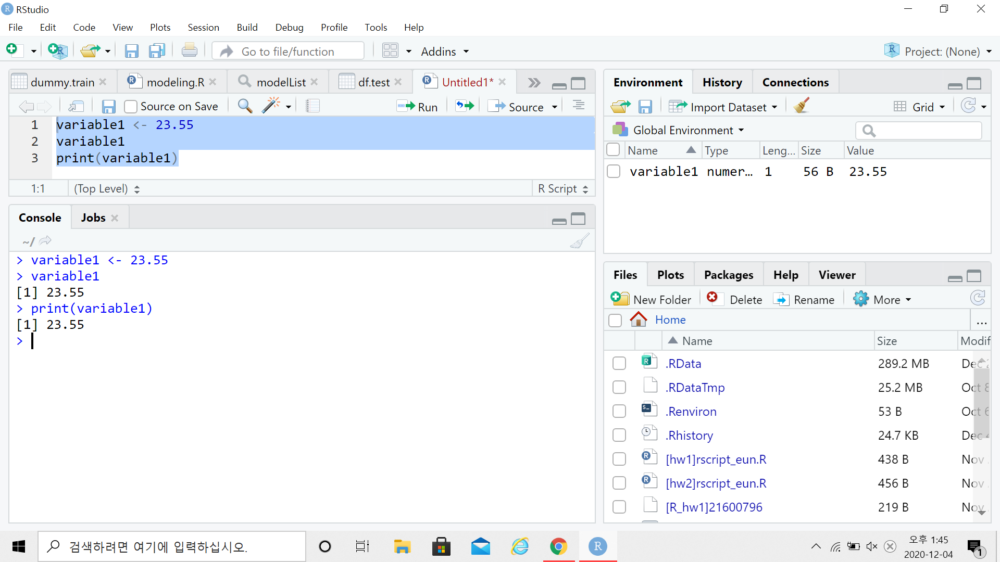 RStudio
File Edit Code View Plots Session Build Debug Profile Tools Help
Go to file/function Addins Project: (None)
dummy.train modeling.R modelList df.test Untitled1*
Source on Save Run Source
1 variable1 <- 23.55
2 variable1
3 print(variable1)
1:1 (Top Level) R Script
Console Jobs
~/
> variable1 <- 23.55
> variable1
[1] 23.55
> print(variable1)
[1] 23.55
>
Environment History Connections
Import Dataset Grid
Global Environment
Name Type Leng... Size Value
variable1 numer... 1 56 B 23.55
Files Plots Packages Help Viewer
New Folder Delete Rename More
Home ...
Name Size Modif
.RData 289.2 MB Dec
.RDataTmp 25.2 MB Oct
.Renviron 53 B Oct
.Rhistory 24.7 KB Dec
[hw1]rscript_eun.R 438 B Nov
[hw2]rscript_eun.R 456 B Nov
[R_hw1]21600796 219 B Nov
검색하려면 여기에 입력하십시오.
오후 1:45
2020-12-04
1